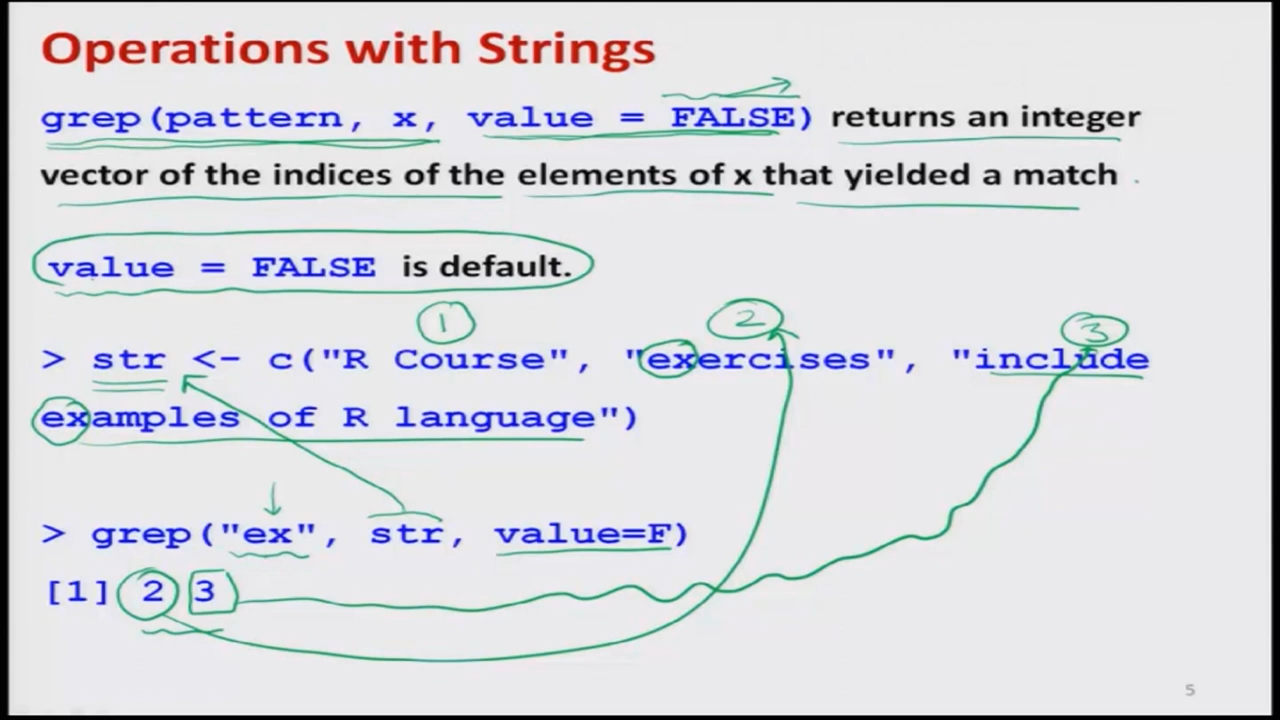 Operations with Strings
grep(pattern, x, value = FALSE) returns an integer
vector of the indices of the elements of x that yielded a match
value = FALSE is default.
1 2 3
> str <- c("R Course", "exercises", "include
examples of R language")
> grep("ex", str, value=F)
[1] 2 3
5